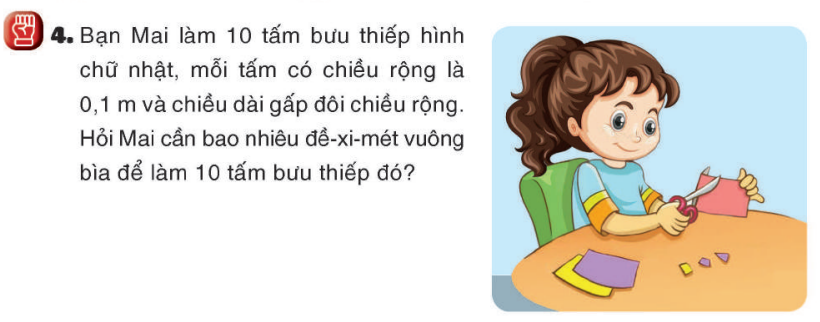 4. Bạn Mai làm 10 tấm bưu thiếp hình
chữ nhật, mỗi tấm có chiều rộng là
0,1 m và chiều dài gấp đôi chiều rộng.
Hỏi Mai cần bao nhiêu đề-xi-mét vuông
bìa để làm 10 tấm bưu thiếp đó?